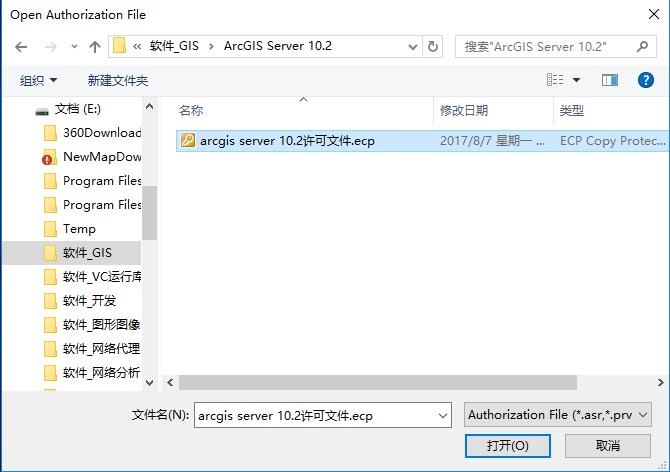 Open Authorization File
« 软件_GIS › ArcGIS Server 10.2
搜索"ArcGIS Server 10.2"
组织 新建文件夹
文档 (E:)
360Download
NewMapDow
Program Files
Program Files
Temp
软件_GIS
软件_VC运行库
软件_开发
软件_图形图像
软件_网络代理
软件_网络分析
名称 修改日期 类型
arcgis server 10.2许可文件.ecp 2017/8/7 星期一 ... ECP Copy Protec...
文件名(N): arcgis server 10.2许可文件.ecp Authorization File (*.asr,*.prv
打开(O) 取消